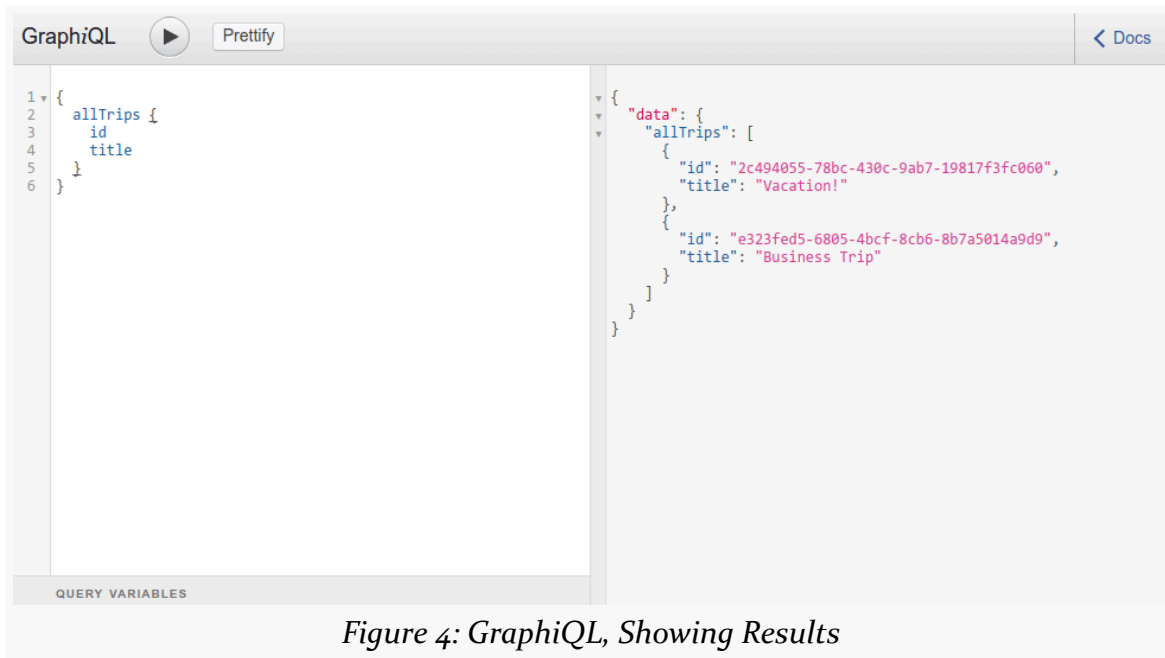 GraphiQL Prettify Docs
1 {
2 allTrips {
3 id
4 title
5 }
6 }
{
"data": {
"allTrips": [
{
"id": "2c494055-78bc-430c-9ab7-19817f3fc060",
"title": "Vacation!"
},
{
"id": "e323fed5-6805-4bcf-8cb6-8b7a5014a9d9",
"title": "Business Trip"
}
]
}
}
QUERY VARIABLES
Figure 4: GraphiQL, Showing Results